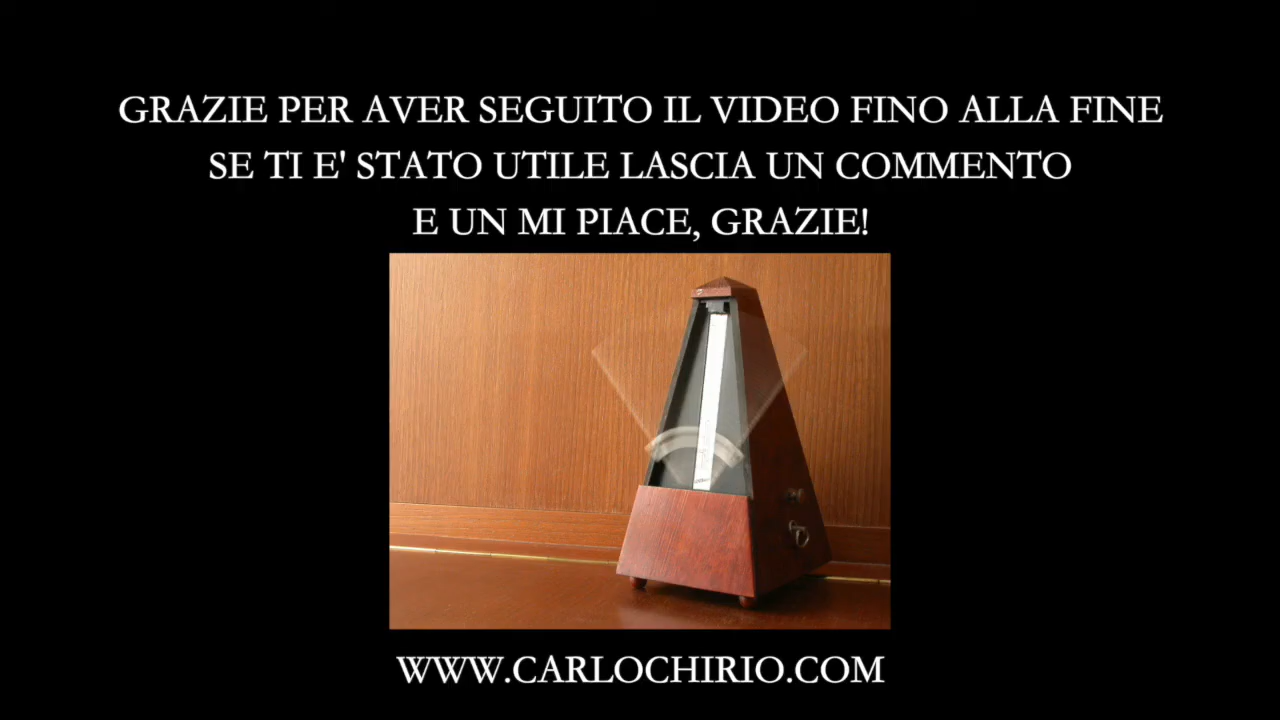 GRAZIE PER AVER SEGUITO IL VIDEO FINO ALLA FINE
SE TI E' STATO UTILE LASCIA UN COMMENTO
E UN MI PIACE, GRAZIE!
WWW.CARLOCHIRIO.COM